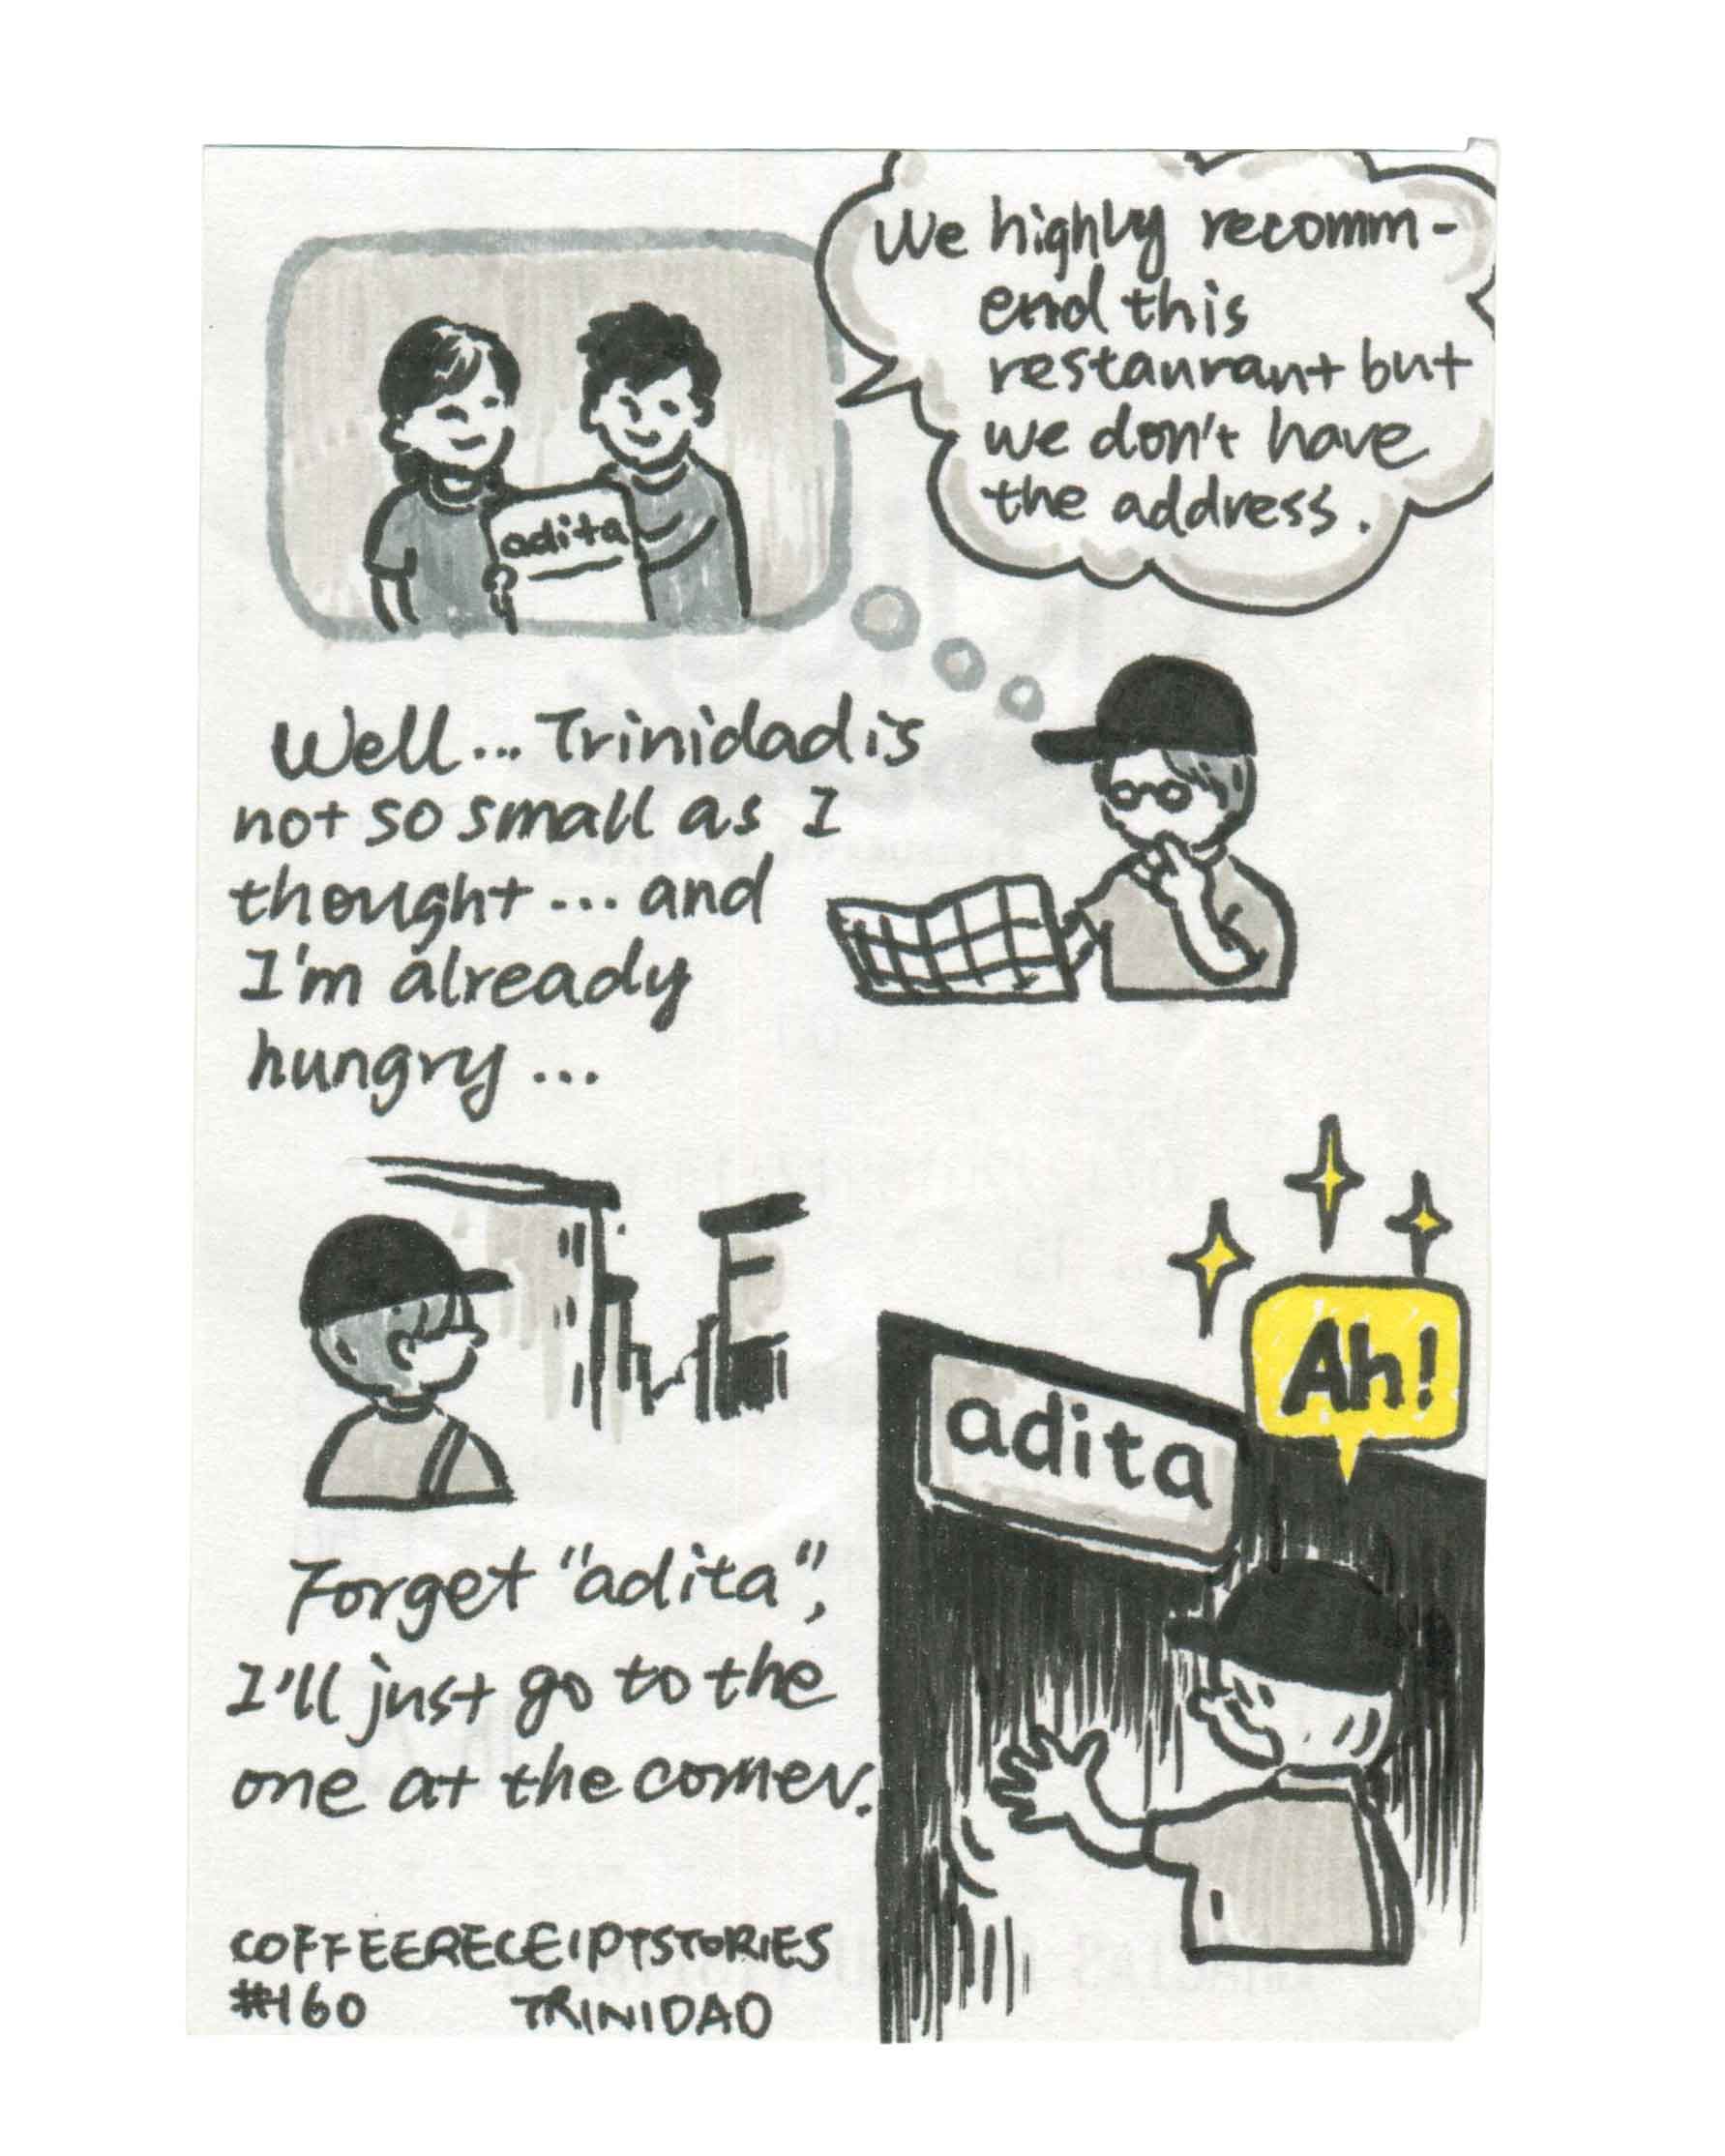 We highly recomm-
end this
restaurant but
we don't have
the address.
adita
Well... Trinidad is
not so small as I
thought... and
I'm already
hungry...
Forget "adita",
I'll just go to the
one at the corner.
Ah!
adita
COFFEERECEIPTSTORIES
#160 TRINIDAD